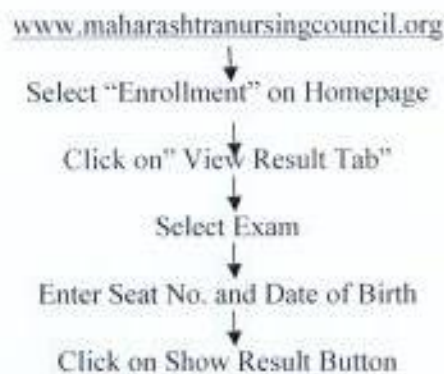 www.maharashtranursingcouncil.org
Select “Enrollment” on Homepage
Click on” View Result Tab”
Select Exam
Enter Seat No. and Date of Birth
Click on Show Result Button